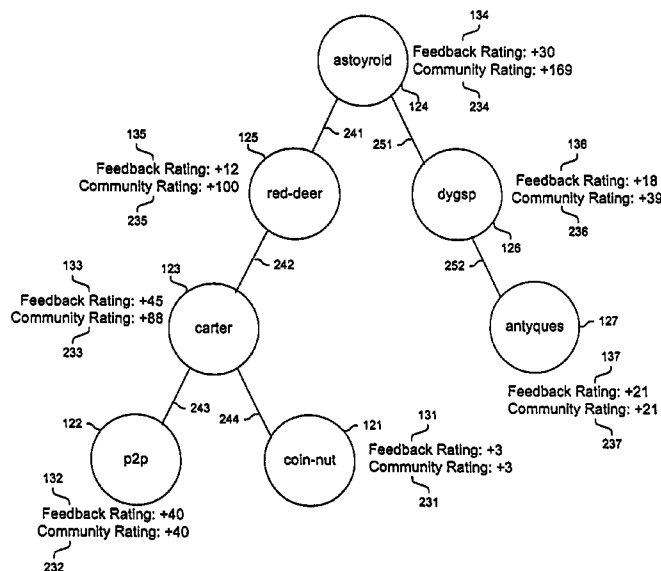 134
astoyroid
Feedback Rating: +30
Community Rating: +169
124
234
135
125
241
251
136
Feedback Rating: +12
Community Rating: +100
235
red-deer
dygsp
Feedback Rating: +18
Community Rating: +39
236
126
242
252
133
123
Feedback Rating: +45
Community Rating: +88
233
carter
antyques
127
137
Feedback Rating: +21
Community Rating: +21
237
243
244
122
121
131
p2p
coin-nut
Feedback Rating: +3
Community Rating: +3
231
132
Feedback Rating: +40
Community Rating: +40
232